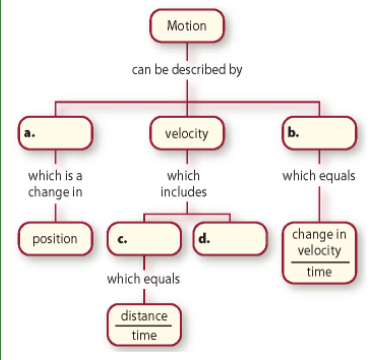 Motion
can be described by
a.
velocity
b.
which is a
change in
which
includes
which equals
position
c.
d.
change in
velocity
time
which equals
distance
time